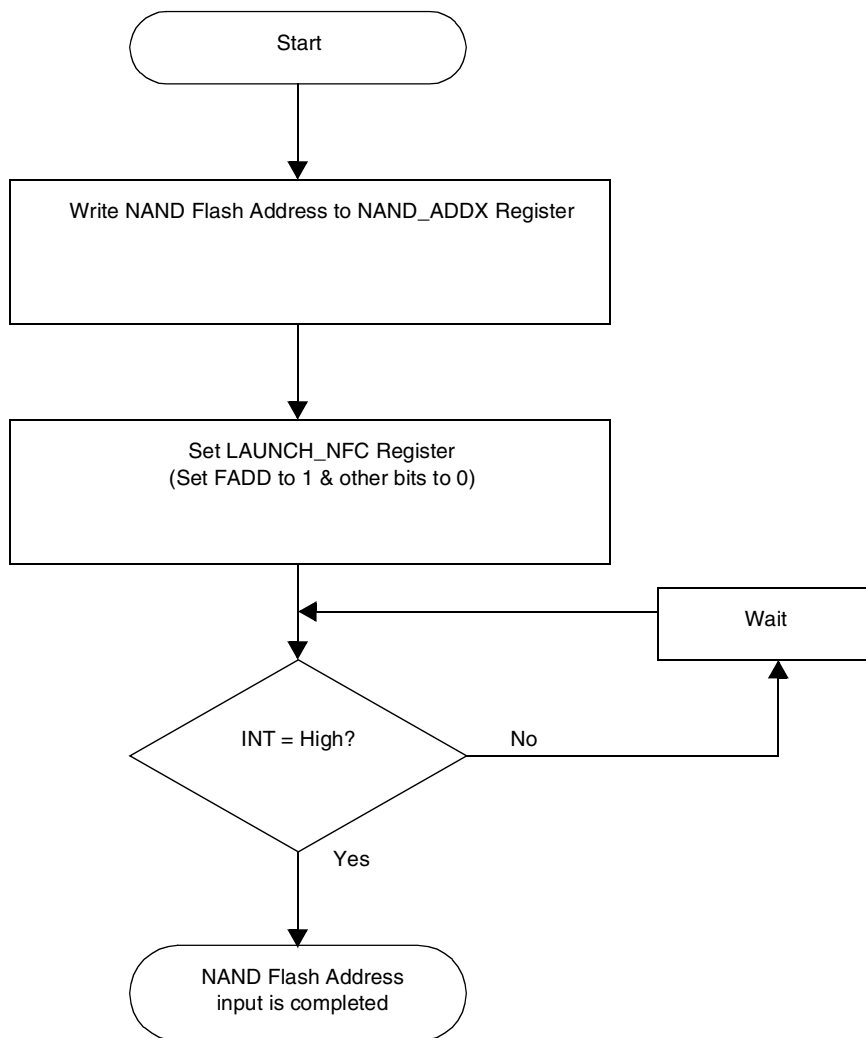 Start
Write NAND Flash Address to NAND_ADDX Register
Set LAUNCH_NFC Register
(Set FADD to 1 & other bits to 0)
Wait
INT = High?
No
Yes
NAND Flash Address
input is completed